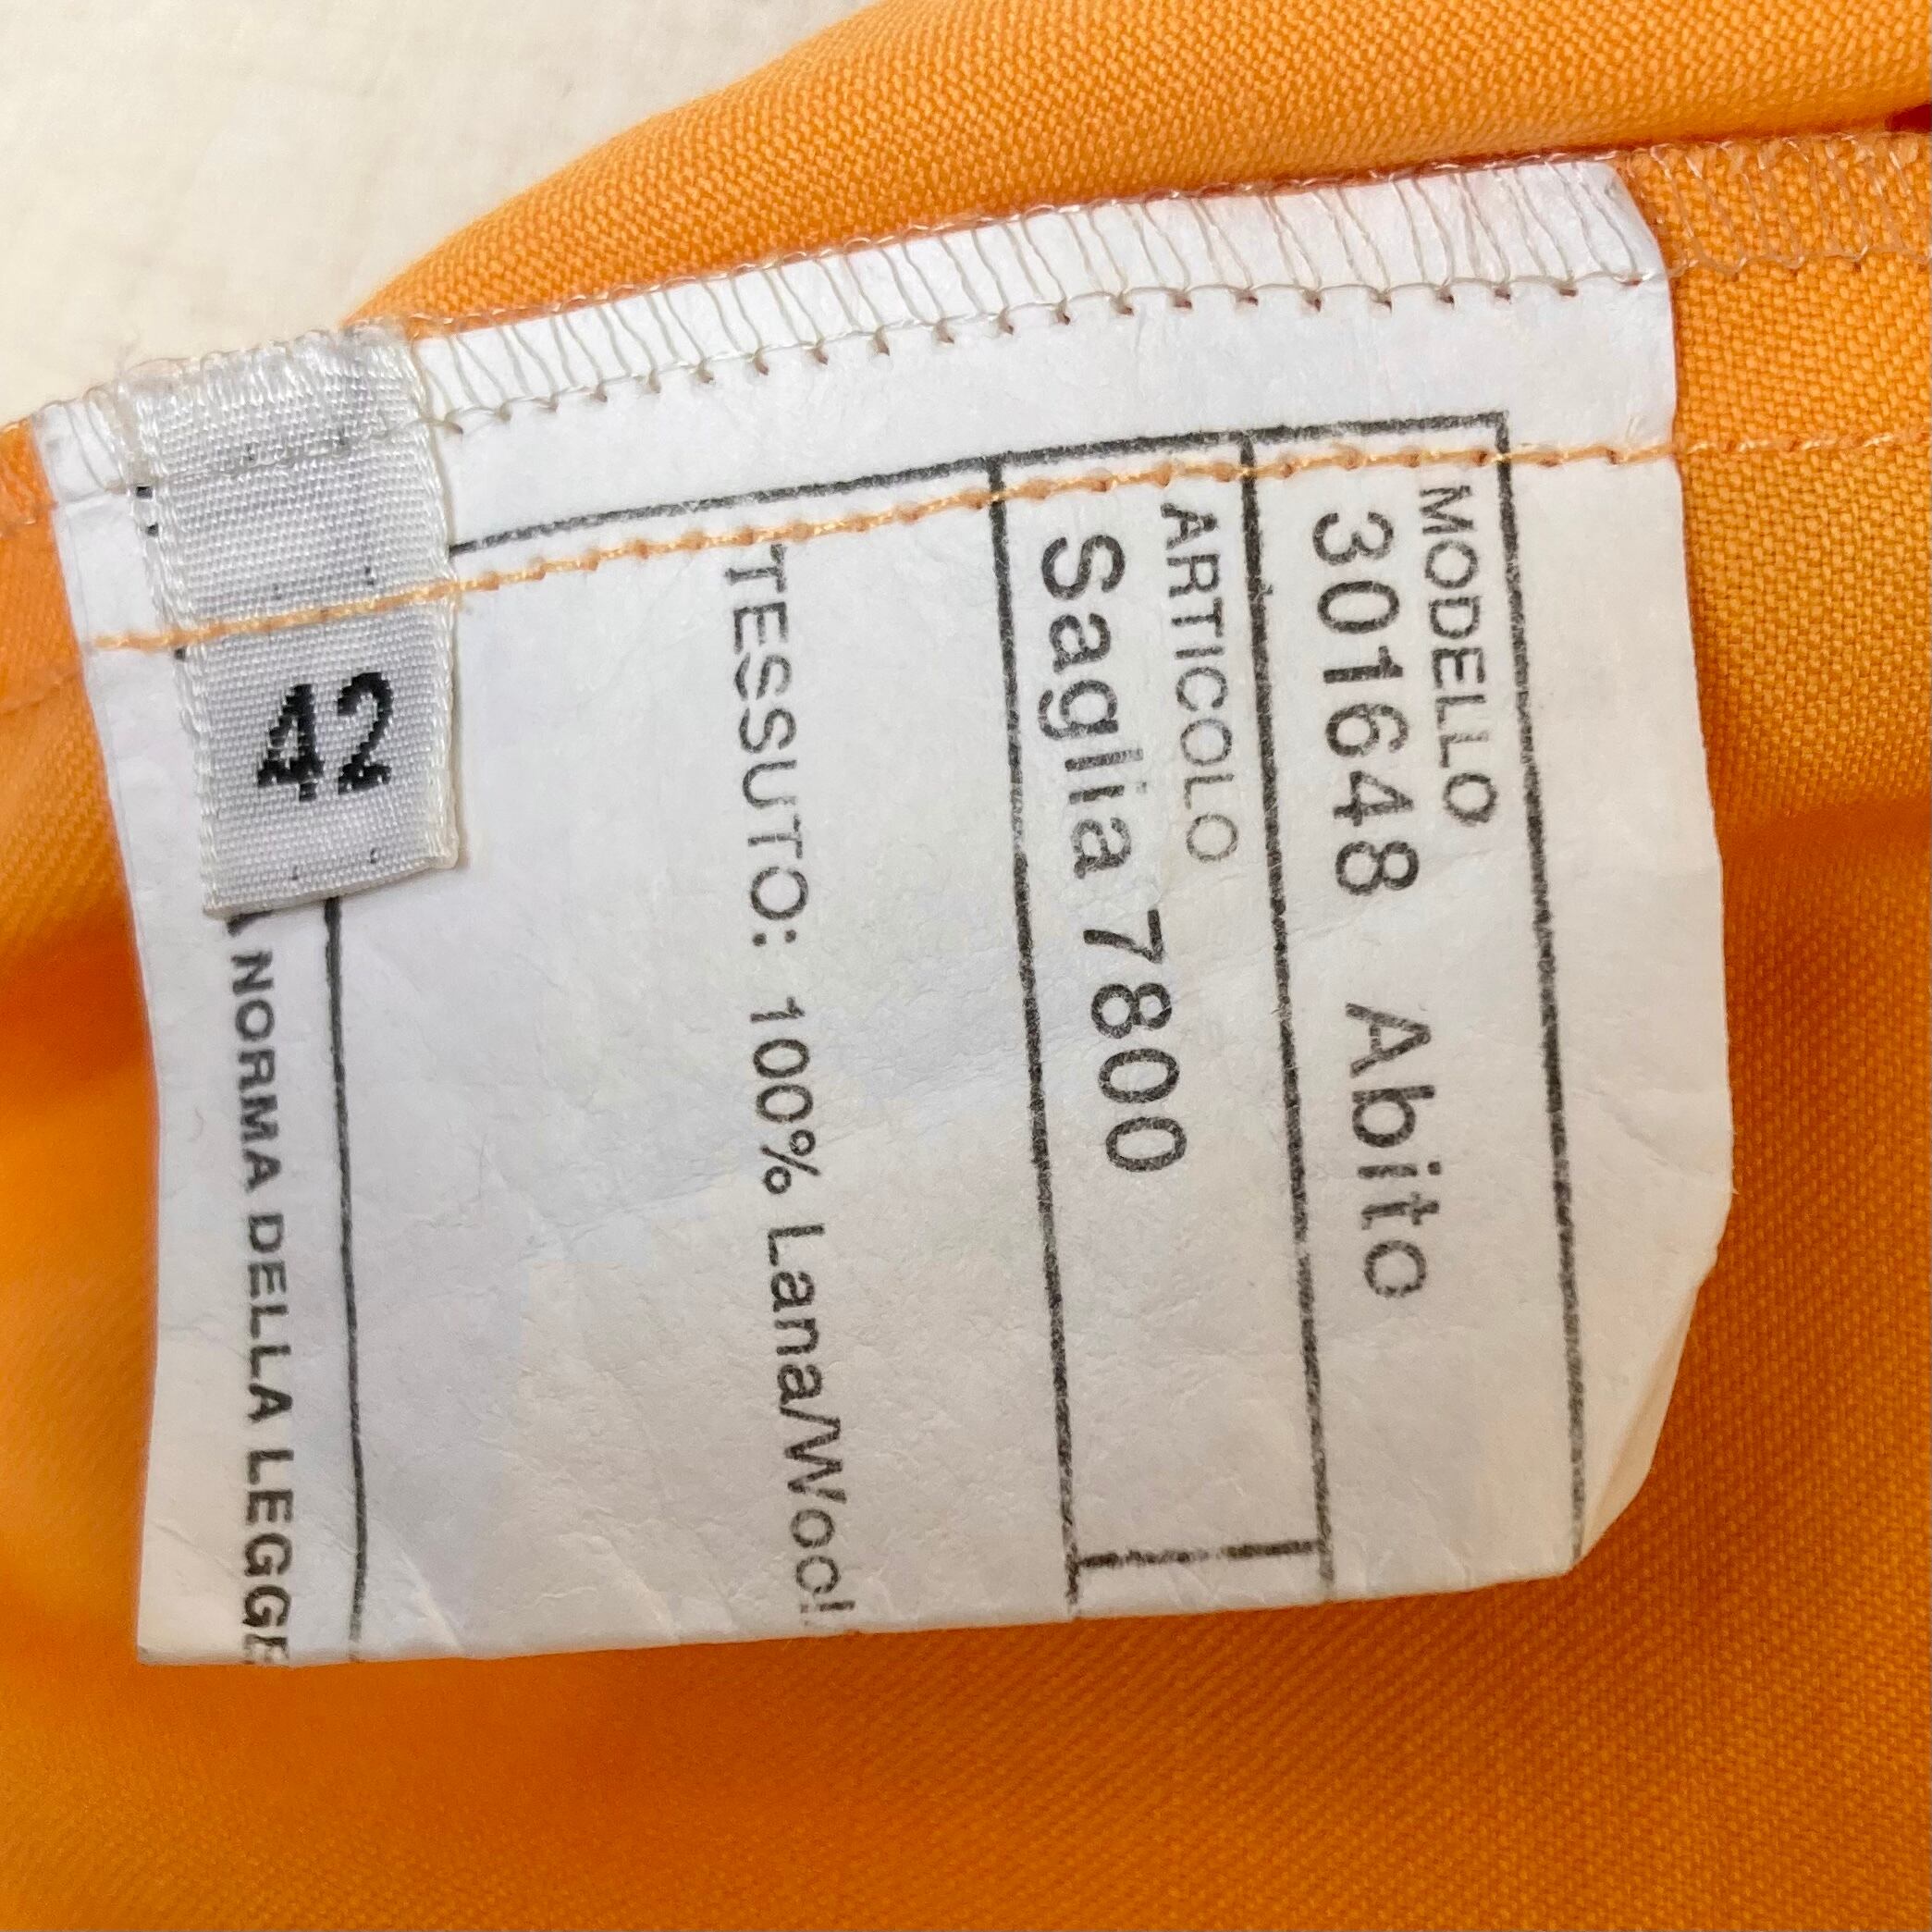 MODELLO
301648 Abito
ARTICOLO
Saglia 7800
TESSUTO: 100% Lana/Wool
A NORMA DELLA LEGGE
42